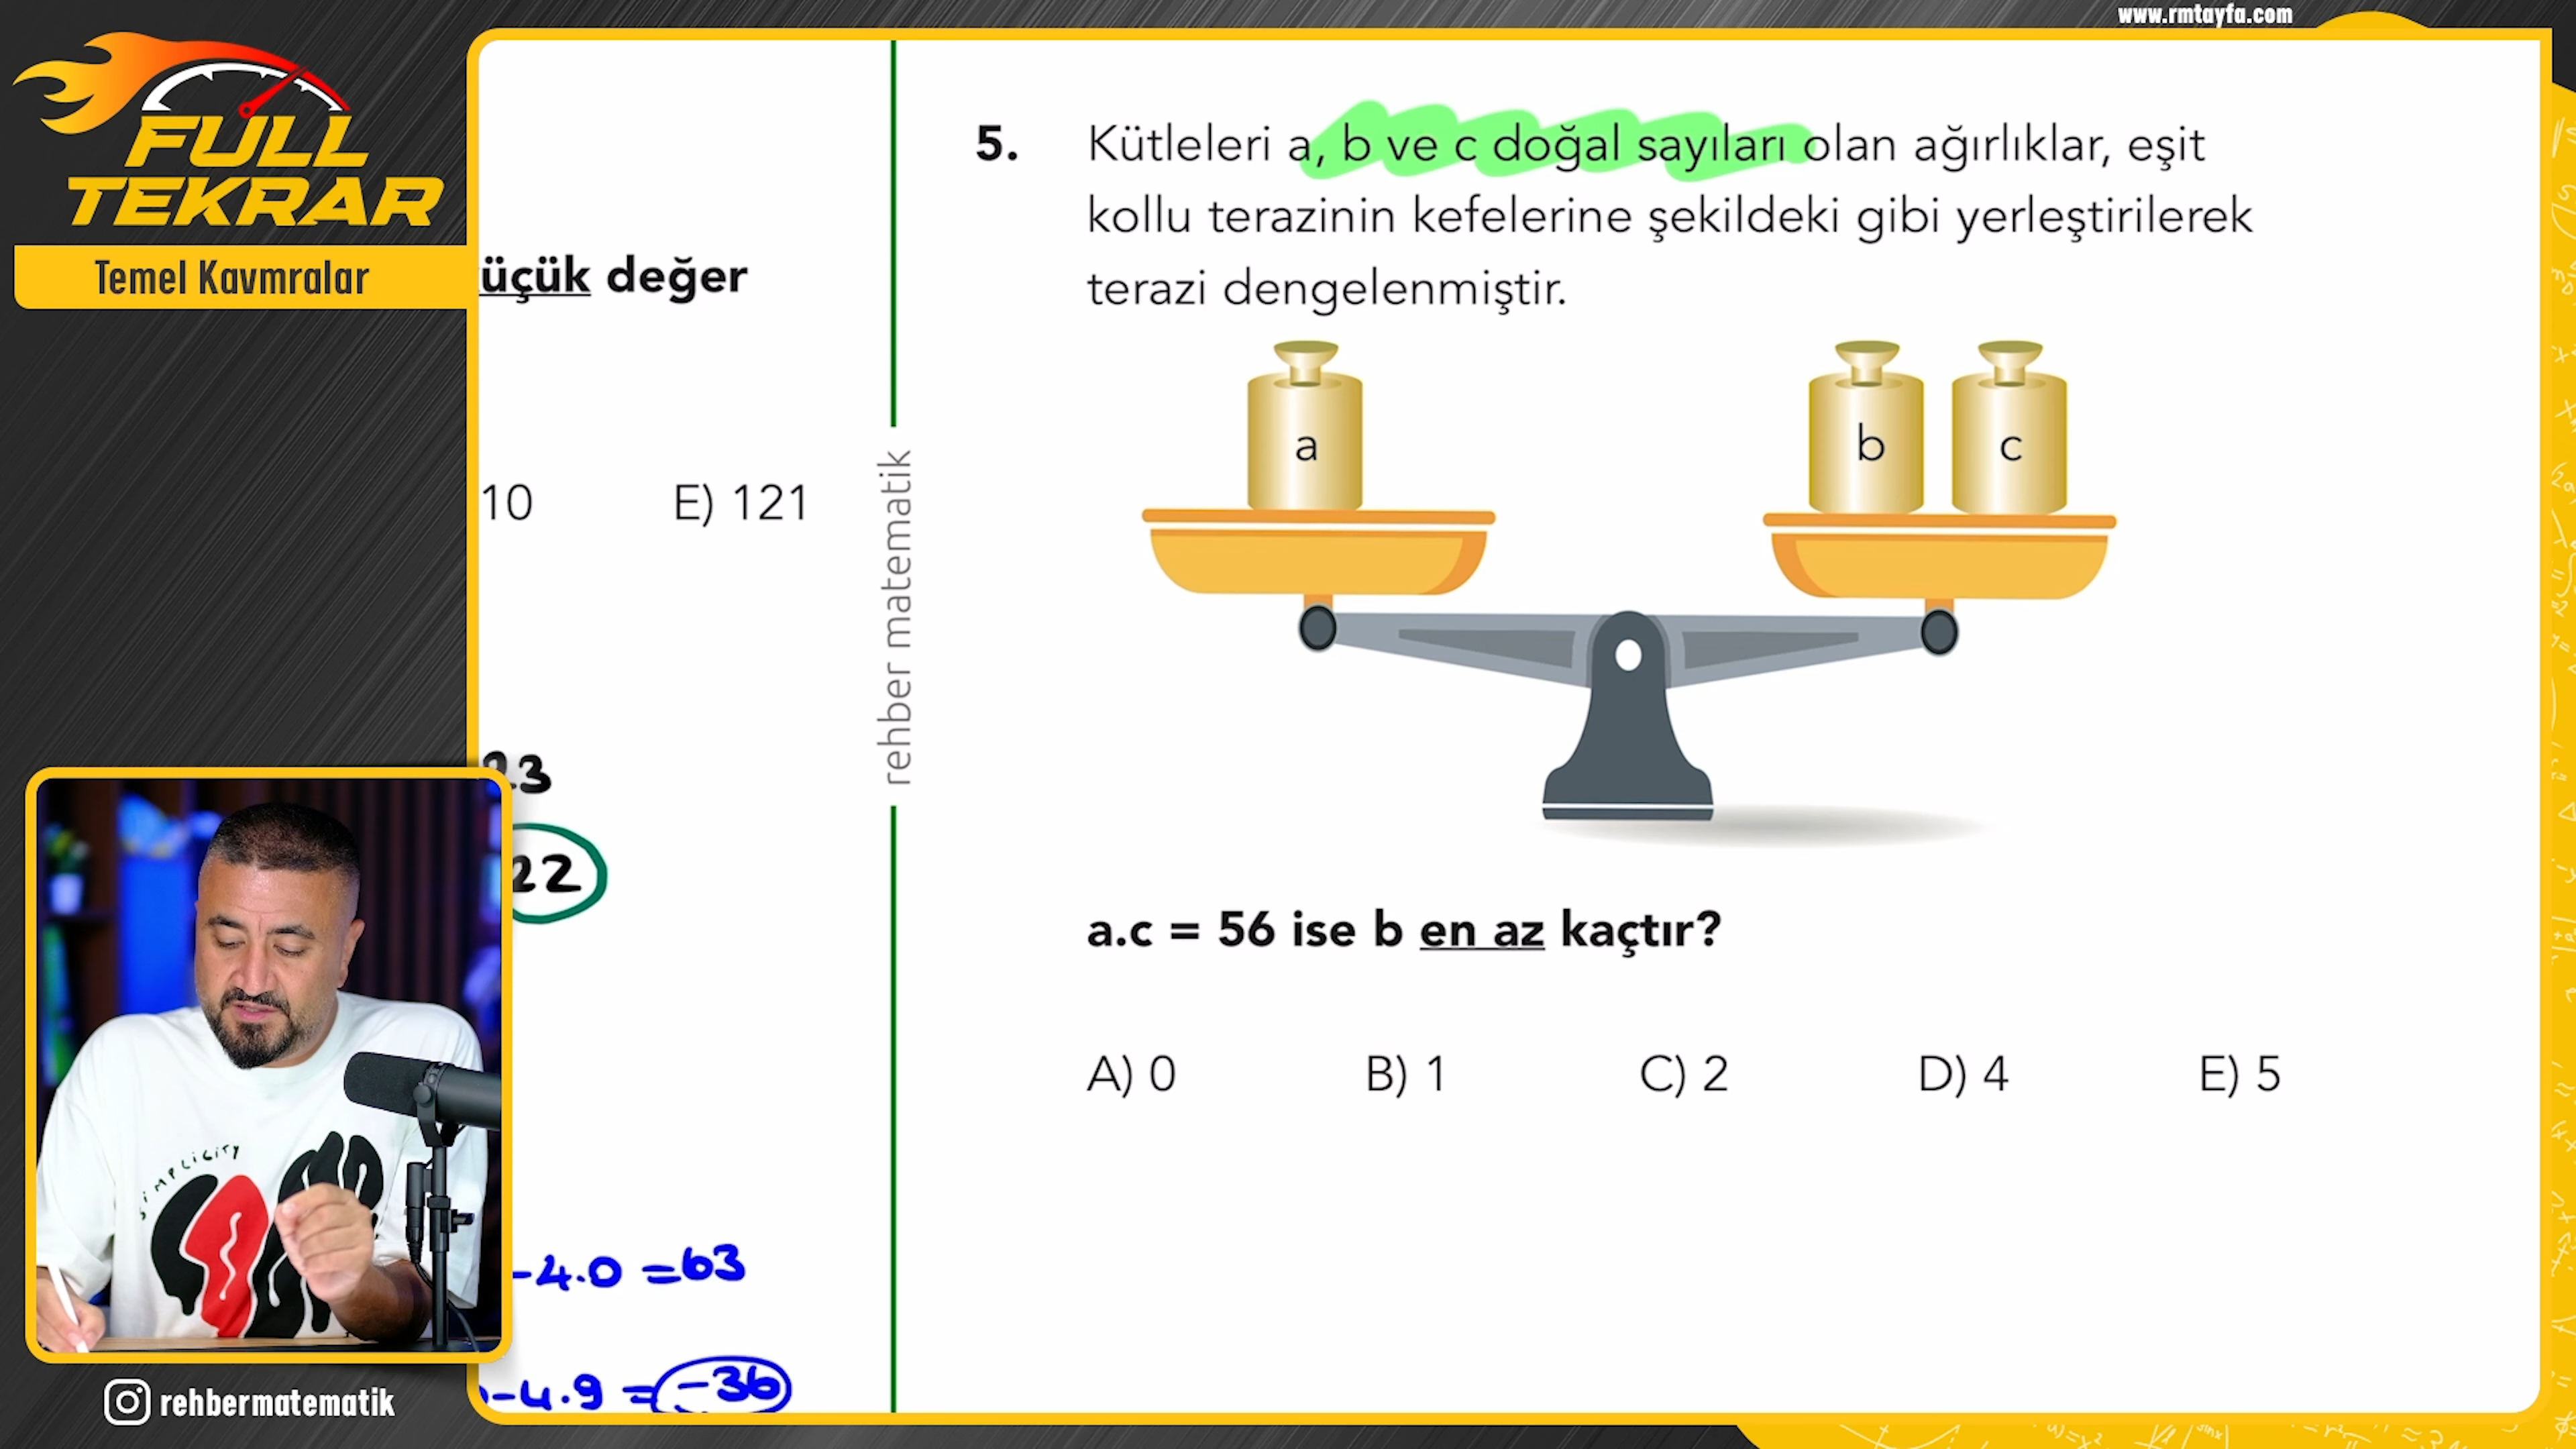 www.rmtayfa.com
FULL
TEKRAR
Temel Kavmralar
üçük değer
10 E) 121
23
22
-4.0 =63
-4.9 = -36
rehber matematik
5. Kütleleri a, b ve c doğal sayıları olan ağırlıklar, eşit
kollu terazinin kefelerine şekildeki gibi yerleştirilerek
terazi dengelenmiştir.
a b c
a.c = 56 ise b en az kaçtır?
A) 0 B) 1 C) 2 D) 4 E) 5
SIMPLICITY
rehbermatematik